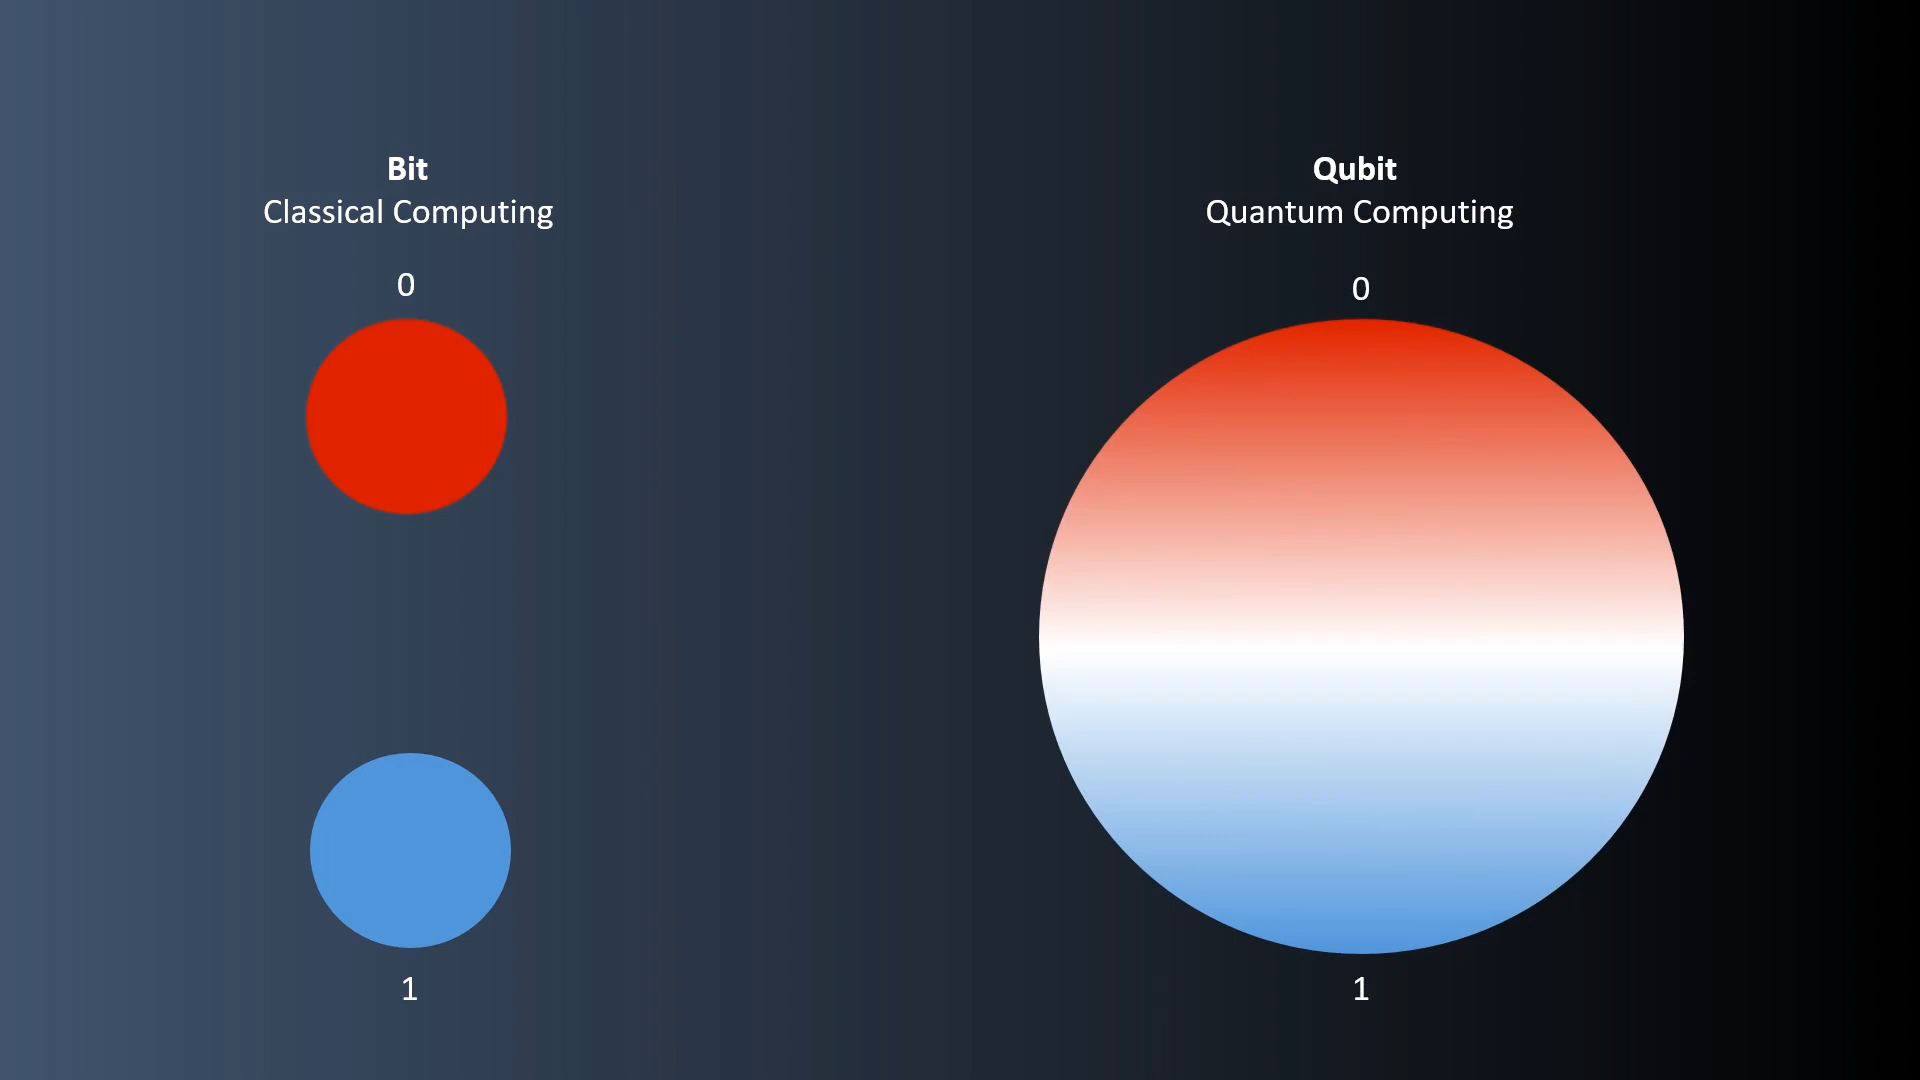 Bit
Classical Computing
0
1
Qubit
Quantum Computing
0
1